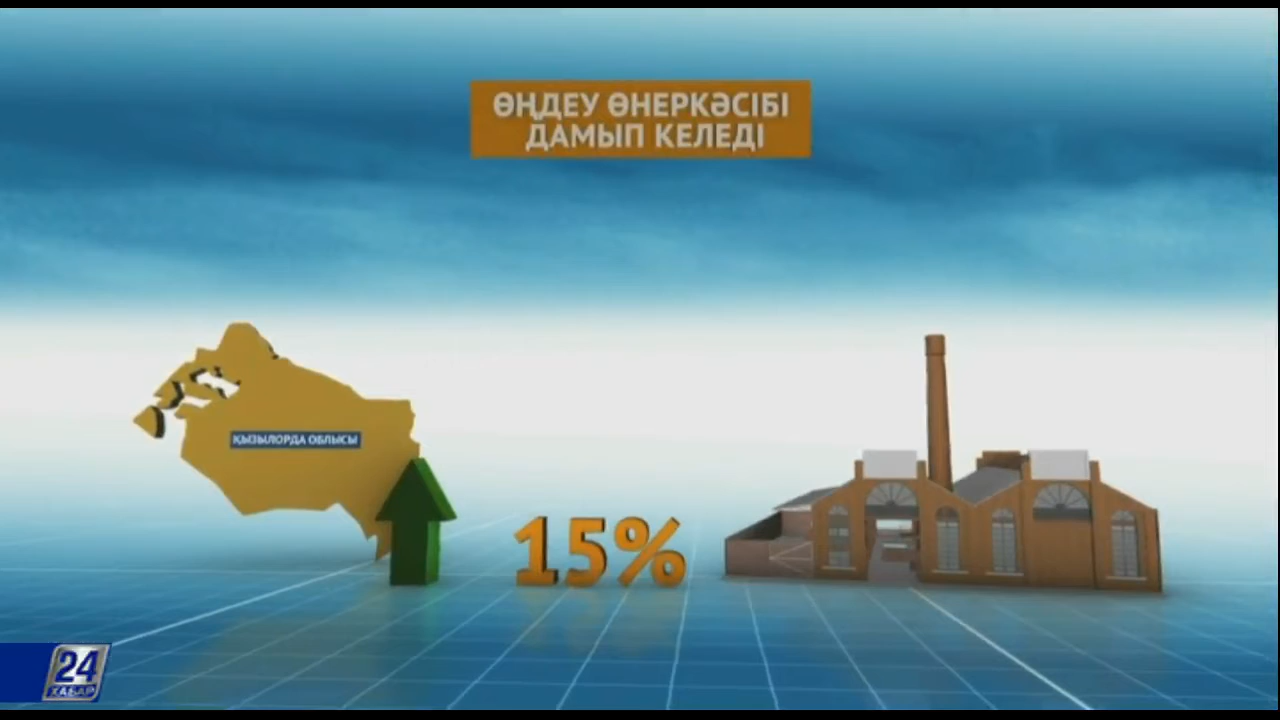 ӨҢДЕУ ӨНЕРКӘСІБІ
ДАМЫП КЕЛЕДІ
ҚЫЗЫЛОРДА ОБЛЫСЫ
15%
24
ХАБАР